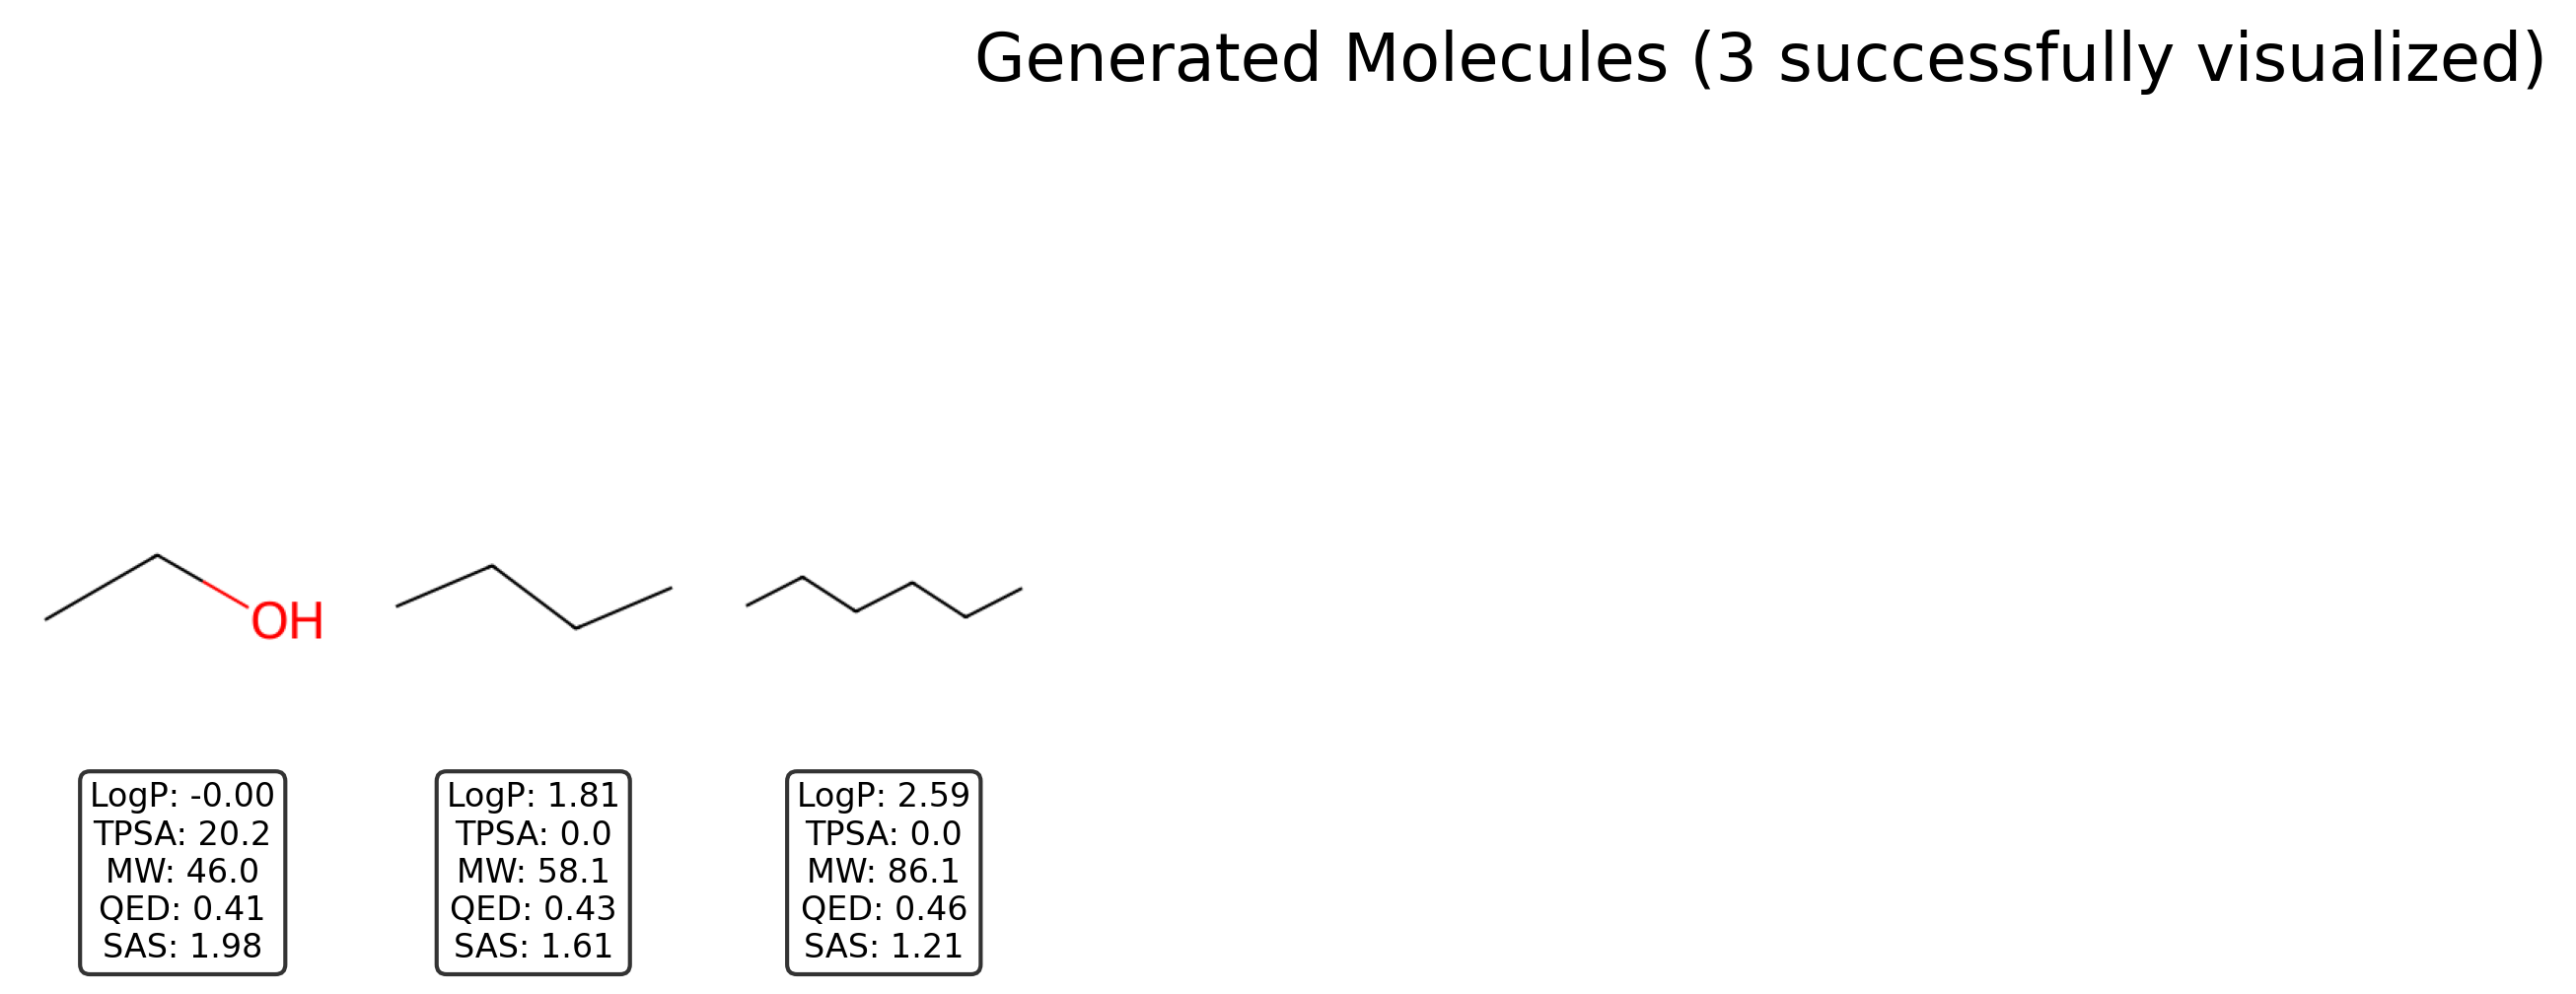 Generated Molecules (3 successfully visualized)
OH
LogP: -0.00
TPSA: 20.2
MW: 46.0
QED: 0.41
SAS: 1.98
LogP: 1.81
TPSA: 0.0
MW: 58.1
QED: 0.43
SAS: 1.61
LogP: 2.59
TPSA: 0.0
MW: 86.1
QED: 0.46
SAS: 1.21